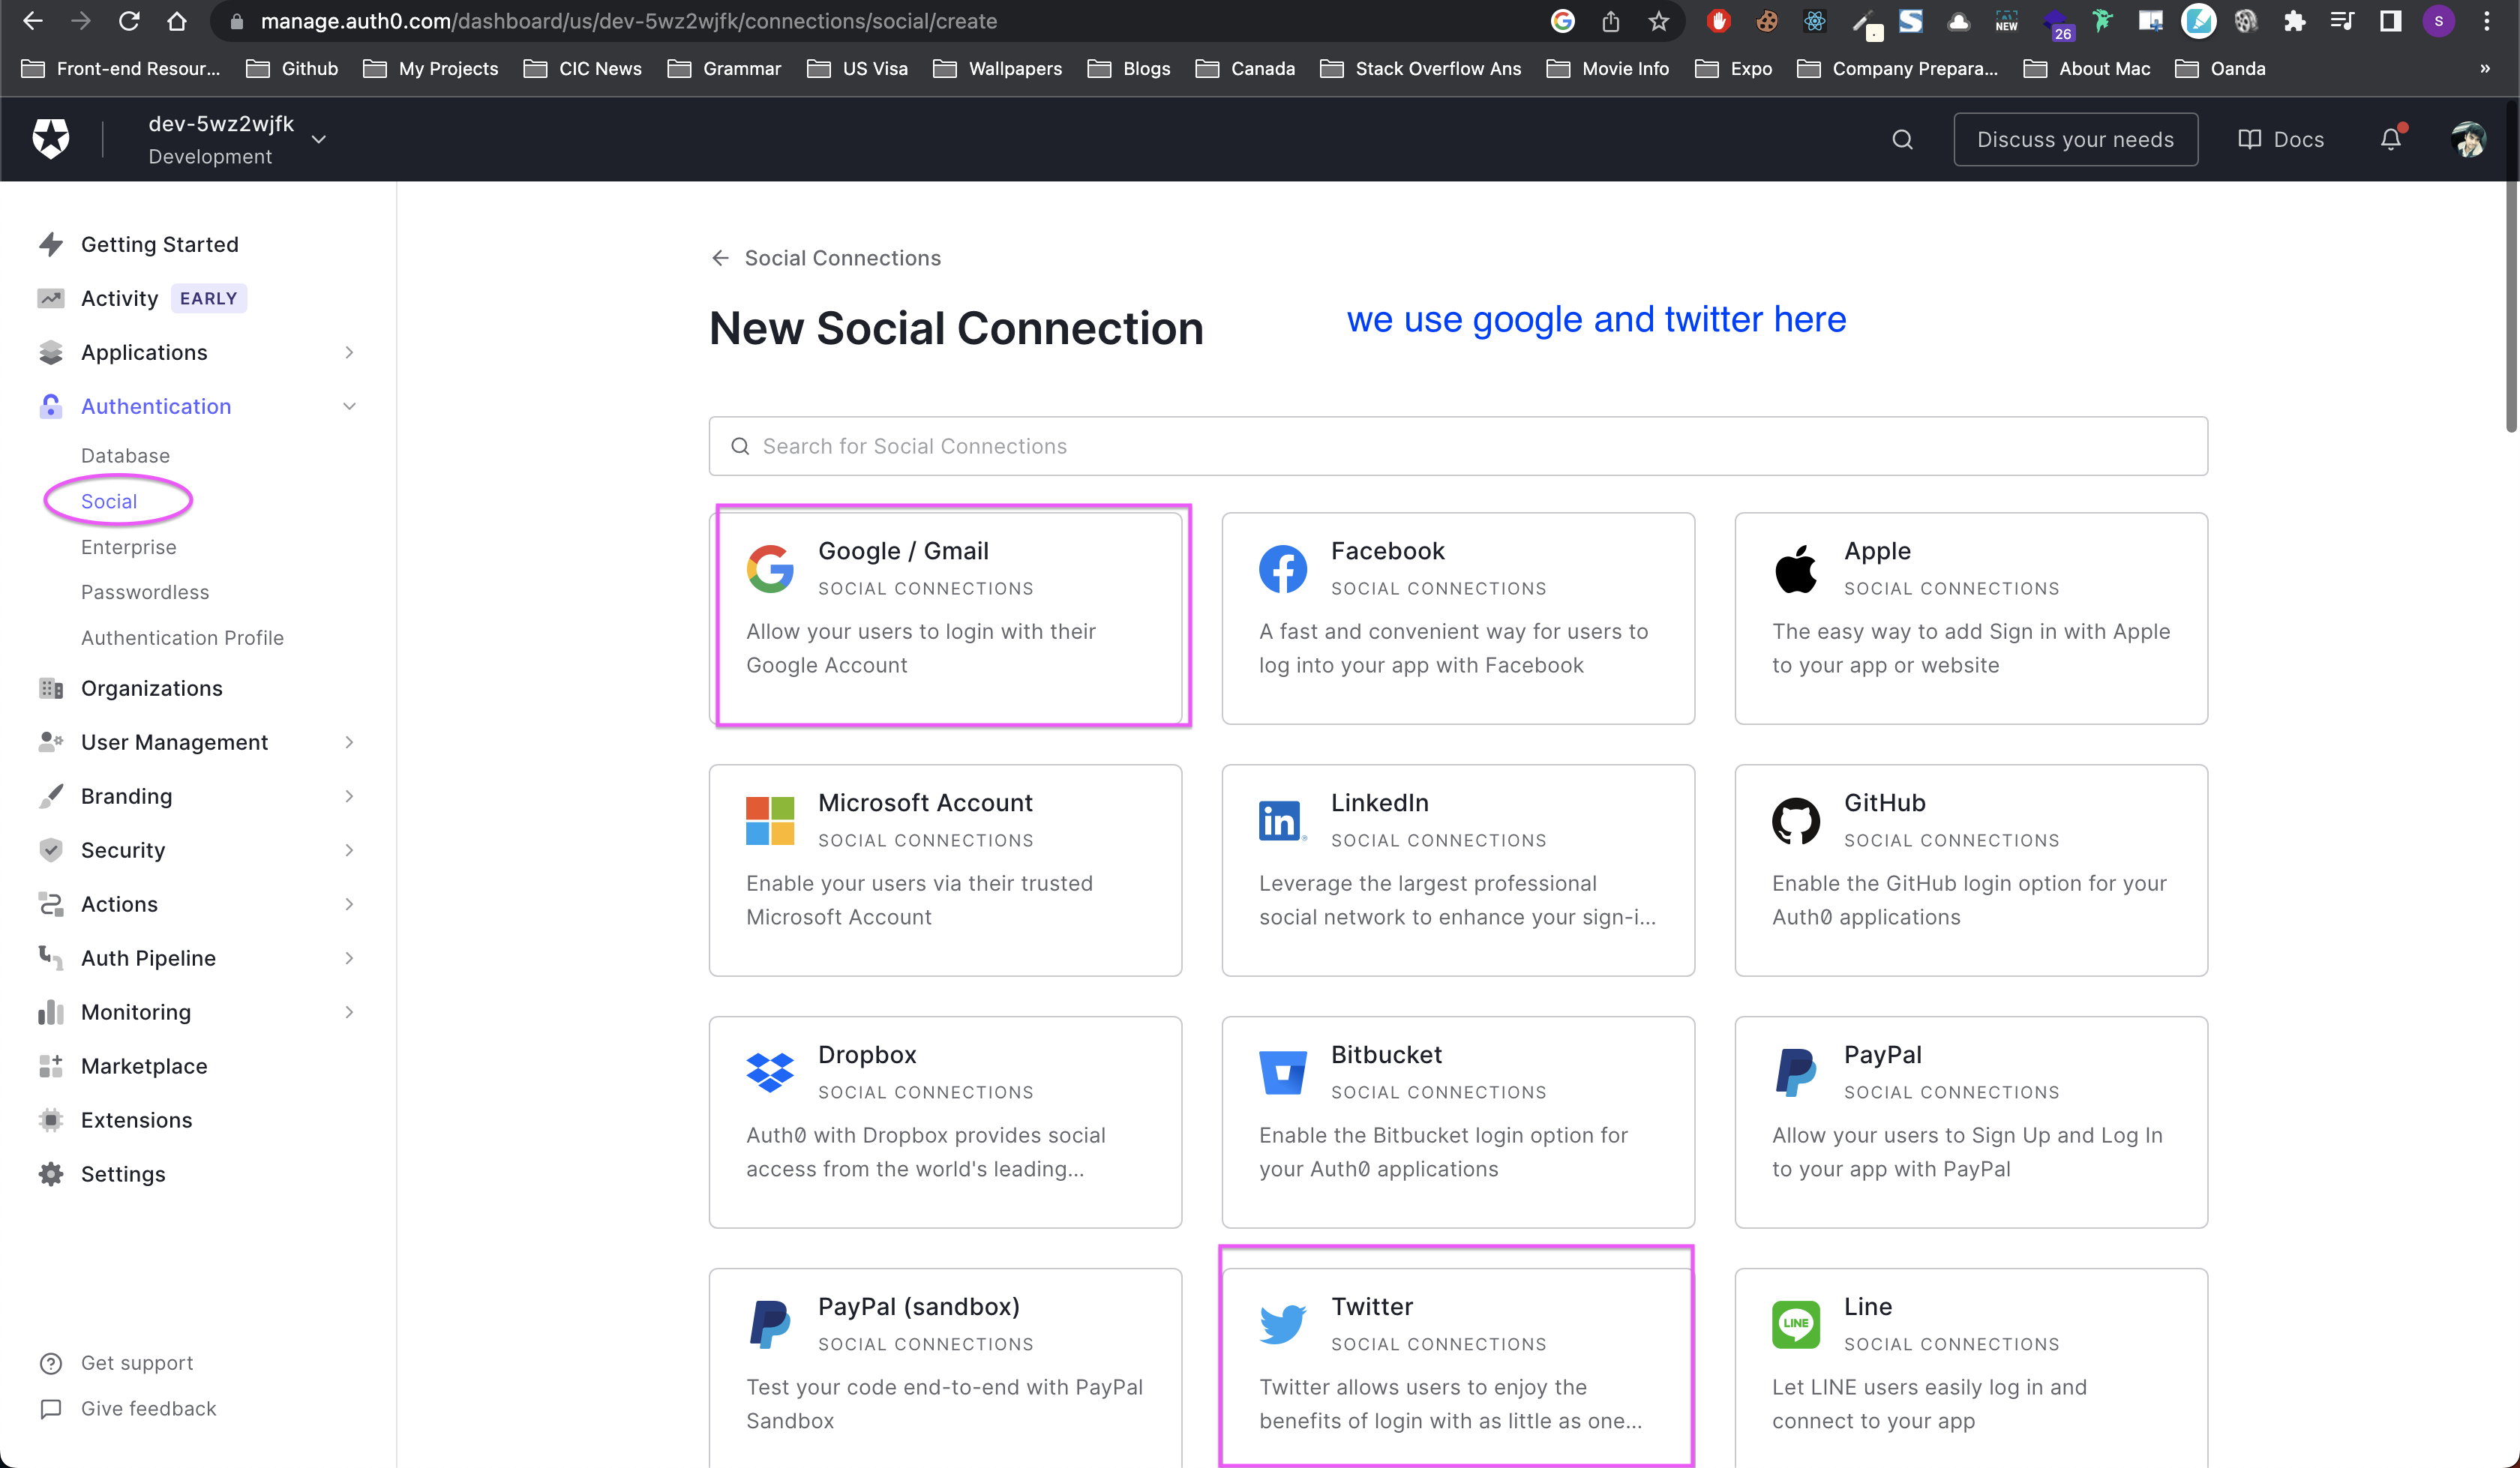 manage.auth0.com/dashboard/us/dev-5wz2wjfk/connections/social/create
NEW
26
S
Front-end Resour...
Github
My Projects
CIC News
Grammar
US Visa
Wallpapers
Blogs
Canada
Stack Overflow Ans
Movie Info
Expo
Company Prepara...
About Mac
Oanda
»
dev-5wz2wjfk
Development
Discuss your needs
Docs
Getting Started
Activity EARLY
Applications
Authentication
Database
Social
Enterprise
Passwordless
Authentication Profile
Organizations
User Management
Branding
Security
Actions
Auth Pipeline
Monitoring
Marketplace
Extensions
Settings
Get support
Give feedback
Social Connections
New Social Connection
we use google and twitter here
Search for Social Connections
Google / Gmail
SOCIAL CONNECTIONS
Allow your users to login with their
Google Account
Facebook
SOCIAL CONNECTIONS
A fast and convenient way for users to
log into your app with Facebook
Apple
SOCIAL CONNECTIONS
The easy way to add Sign in with Apple
to your app or website
Microsoft Account
SOCIAL CONNECTIONS
Enable your users via their trusted
Microsoft Account
in
LinkedIn
SOCIAL CONNECTIONS
Leverage the largest professional
social network to enhance your sign-i...
GitHub
SOCIAL CONNECTIONS
Enable the GitHub login option for your
Auth0 applications
Dropbox
SOCIAL CONNECTIONS
Auth0 with Dropbox provides social
access from the world's leading...
Bitbucket
SOCIAL CONNECTIONS
Enable the Bitbucket login option for
your Auth0 applications
PayPal
SOCIAL CONNECTIONS
Allow your users to Sign Up and Log In
to your app with PayPal
PayPal (sandbox)
SOCIAL CONNECTIONS
Test your code end-to-end with PayPal
Sandbox
Twitter
SOCIAL CONNECTIONS
Twitter allows users to enjoy the
benefits of login with as little as one...
LINE
Line
SOCIAL CONNECTIONS
Let LINE users easily log in and
connect to your app